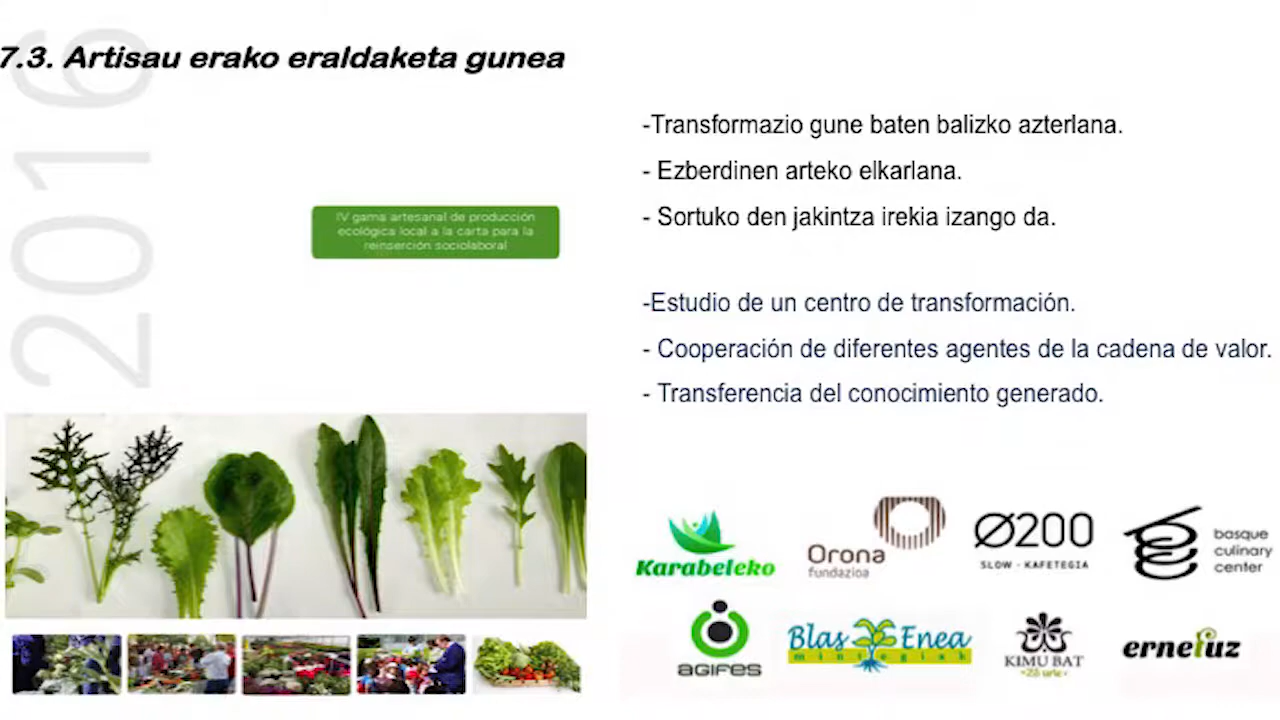 7.3. Artisau erako eraldaketa gunea
2016
IV gama artesanal de producción
ecológica local a la carta para la
reinserción sociolaboral
-Transformazio gune baten balizko azterlana.
- Ezberdinen arteko elkarlana.
- Sortuko den jakintza irekia izango da.
-Estudio de un centro de transformación.
- Cooperación de diferentes agentes de la cadena de valor.
- Transferencia del conocimiento generado.
Karabeleko
Orona
fundazioa
Ø200
SLOW · KAFETEGIA
basque
culinary
center
agifes
Blas Enea
mintegiak
KIMU BAT
ernefuz